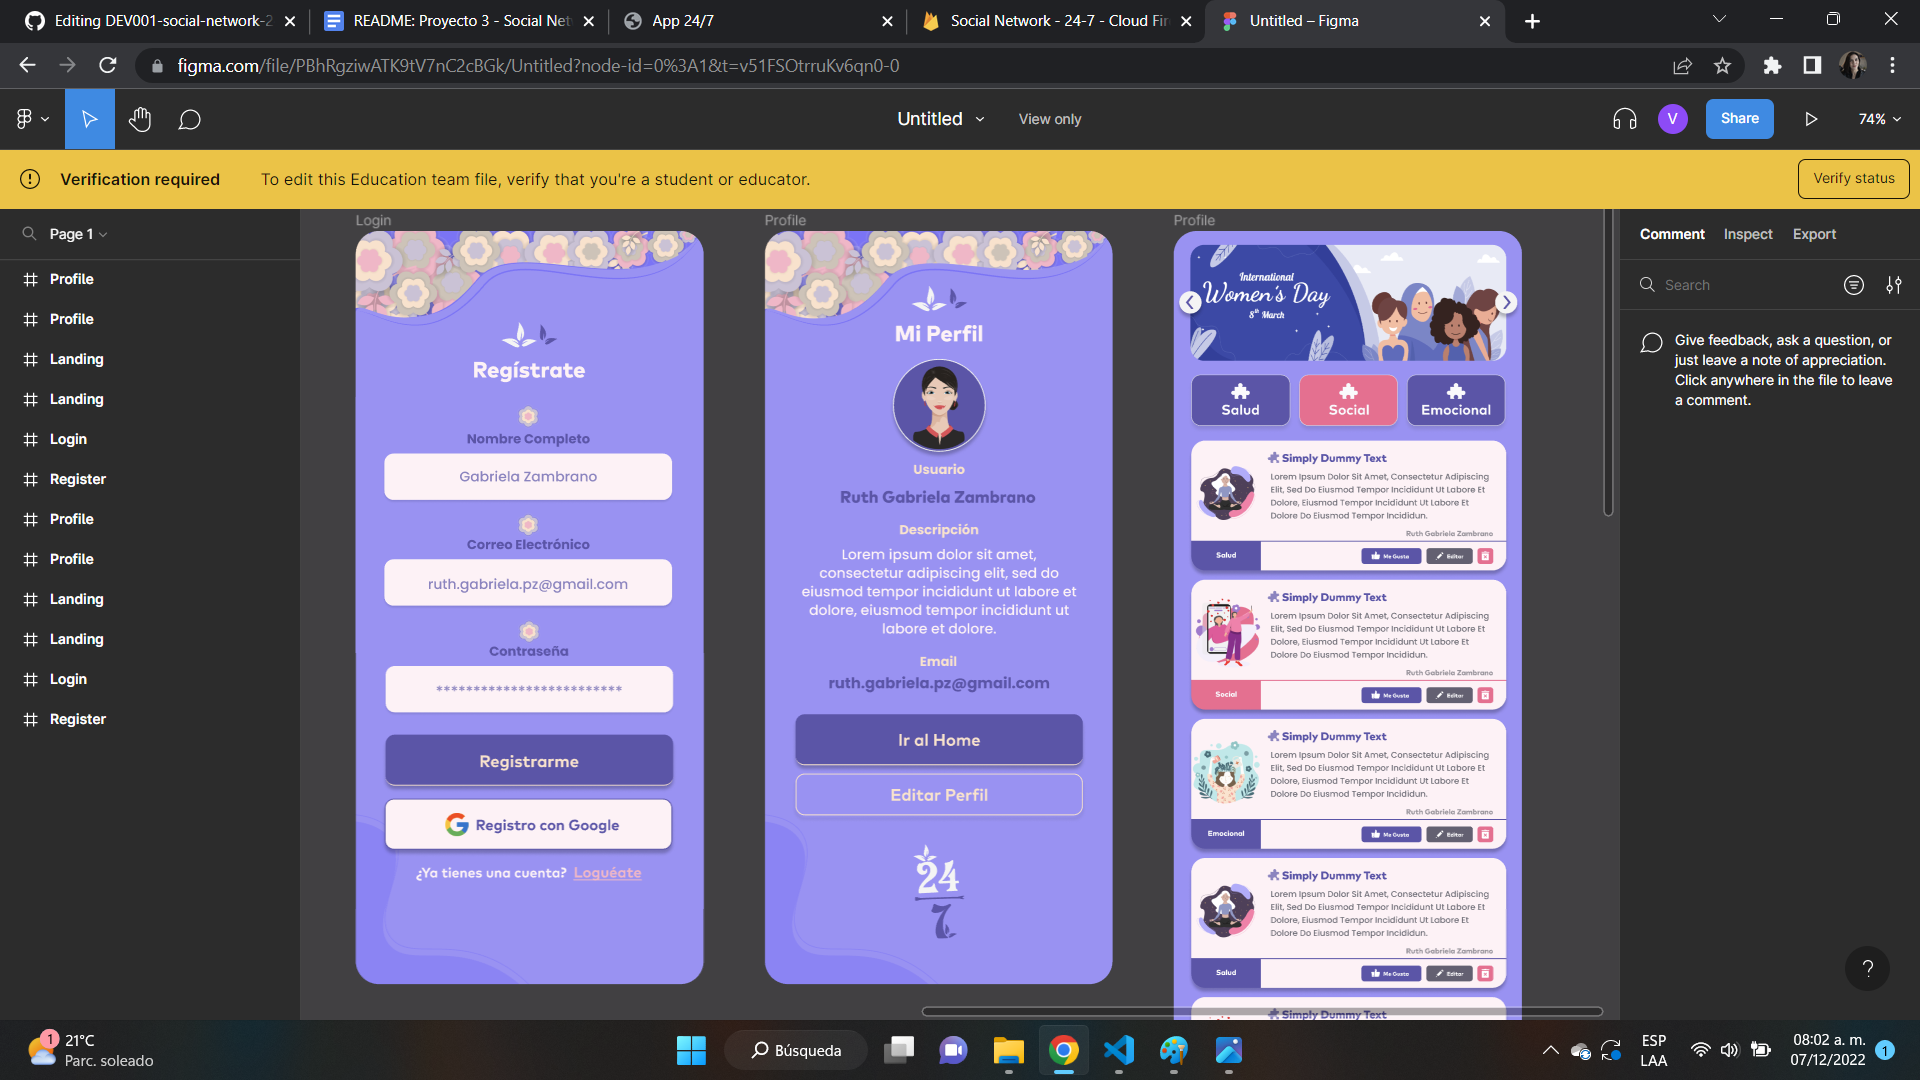 Editing DEV001-social-network-2
README: Proyecto 3 - Social Net
App 24/7
Social Network - 24-7 - Cloud Fir
Untitled – Figma
figma.com/file/PBhRgziwATK9tV7nC2cBGk/Untitled?node-id=0%3A1&t=v51FSOtrruKv6qn0-0
Untitled
View only
V
Share
74%
Verification required
To edit this Education team file, verify that you're a student or educator.
Verify status
Page 1
Profile
Profile
Landing
Landing
Login
Register
Profile
Profile
Landing
Landing
Login
Register
Login
Regístrate
Nombre Completo
Gabriela Zambrano
Correo Electrónico
ruth.gabriela.pz@gmail.com
Contraseña
*************************
Registrarme
Registro con Google
¿Ya tienes una cuenta? Loguéate
Profile
Mi Perfil
Usuario
Ruth Gabriela Zambrano
Descripción
Lorem ipsum dolor sit amet,
consectetur adipiscing elit, sed do
eiusmod tempor incididunt ut labore et
dolore, eiusmod tempor incididunt ut
labore et dolore.
Email
ruth.gabriela.pz@gmail.com
Ir al Home
Editar Perfil
24
7
Profile
International
Women's Day
8th March
Salud
Social
Emocional
Simply Dummy Text
Lorem Ipsum Dolor Sit Amet, Consectetur Adipiscing
Elit, Sed Do Eiusmod Tempor Incididunt Ut Labore Et
Dolore, Eiusmod Tempor Incididunt Ut Labore Et
Dolore Do Eiusmod Tempor Incididun.
Ruth Gabriela Zambrano
Salud
Me Gusta
Editar
Simply Dummy Text
Lorem Ipsum Dolor Sit Amet, Consectetur Adipiscing
Elit, Sed Do Eiusmod Tempor Incididunt Ut Labore Et
Dolore, Eiusmod Tempor Incididunt Ut Labore Et
Dolore Do Eiusmod Tempor Incididun.
Ruth Gabriela Zambrano
Social
Me Gusta
Editar
Simply Dummy Text
Lorem Ipsum Dolor Sit Amet, Consectetur Adipiscing
Elit, Sed Do Eiusmod Tempor Incididunt Ut Labore Et
Dolore, Eiusmod Tempor Incididunt Ut Labore Et
Dolore Do Eiusmod Tempor Incididun.
Ruth Gabriela Zambrano
Emocional
Me Gusta
Editar
Simply Dummy Text
Lorem Ipsum Dolor Sit Amet, Consectetur Adipiscing
Elit, Sed Do Eiusmod Tempor Incididunt Ut Labore Et
Dolore, Eiusmod Tempor Incididunt Ut Labore Et
Dolore Do Eiusmod Tempor Incididun.
Ruth Gabriela Zambrano
Salud
Me Gusta
Editar
Simply Dummy Text
Comment
Inspect
Export
Search
Give feedback, ask a question, or
just leave a note of appreciation.
Click anywhere in the file to leave
a comment.
?
1
21°C
Parc. soleado
Búsqueda
ESP
LAA
08:02 a. m.
07/12/2022
1